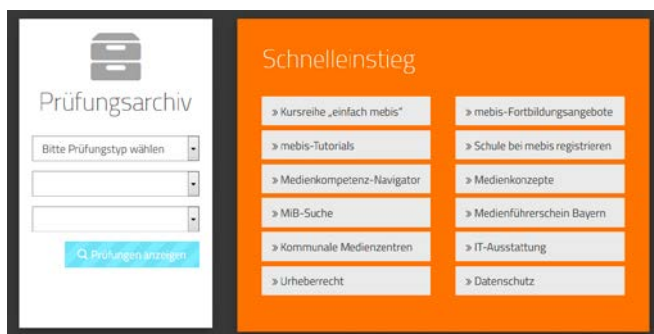 Prüfungsarchiv
Bitte Prüfungstyp wählen
Prüfungen anzeigen
Schnelleinstieg
» Kursreihe „einfach mebis“
» mebis-Fortbildungsangebote
» mebis-Tutorials
» Schule bei mebis registrieren
» Medienkompetenz-Navigator
» Medienkonzepte
» MiB-Suche
» Medienführerschein Bayern
» Kommunale Medienzentren
» IT-Ausstattung
» Urheberrecht
» Datenschutz